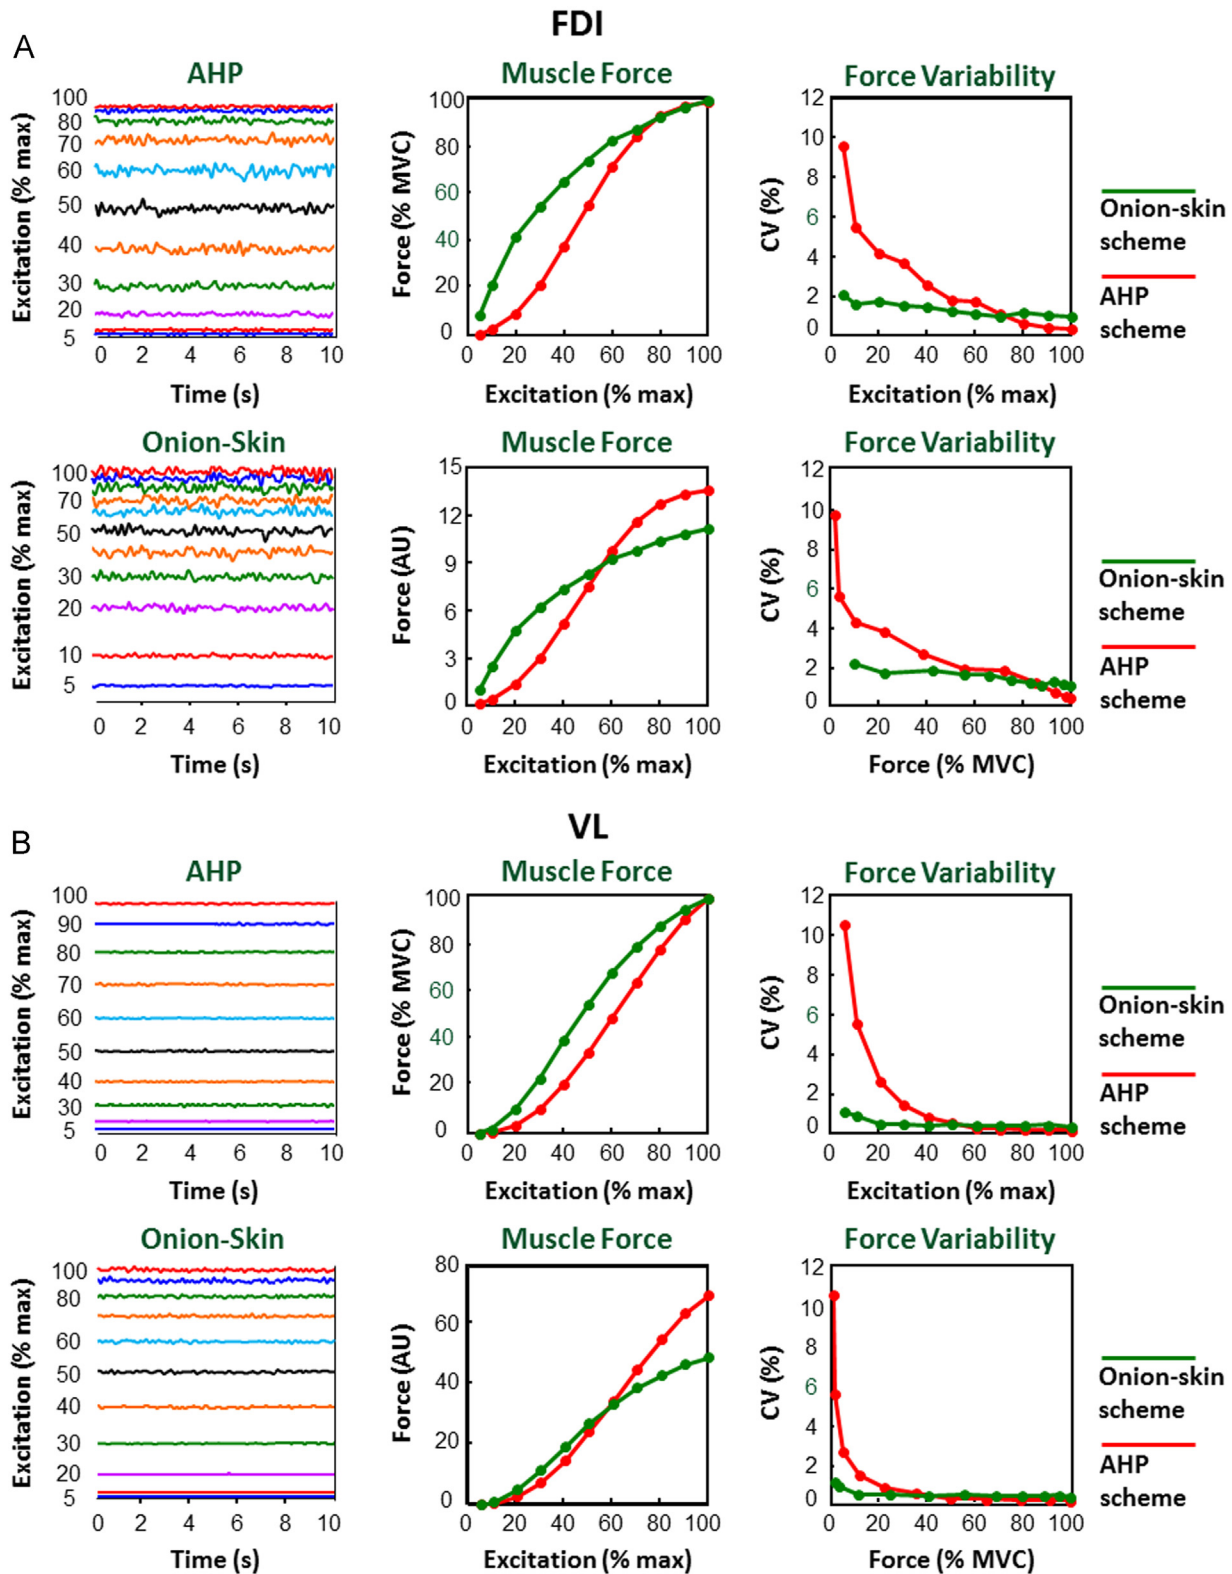 FDI
A
AHP
Muscle Force
Force Variability
Excitation (% max)
100
80
70
60
50
40
30
20
5
0 2 4 6 8 10
Time (s)
Force (% MVC)
100
80
60
40
20
0
0 20 40 60 80 100
Excitation (% max)
CV (%)
12
10
8
6
4
2
0
0 20 40 60 80 100
Excitation (% max)
Onion-skin
scheme
AHP
scheme
Onion-Skin
Muscle Force
Force Variability
Excitation (% max)
100
70
50
30
20
10
5
0 2 4 6 8 10
Time (s)
Force (AU)
15
12
9
6
3
0
0 20 40 60 80 100
Excitation (% max)
CV (%)
12
10
8
6
4
2
0
0 20 40 60 80 100
Force (% MVC)
Onion-skin
scheme
AHP
scheme
B
VL
AHP
Muscle Force
Force Variability
Excitation (% max)
100
90
80
70
60
50
40
30
5
0 2 4 6 8 10
Time (s)
Force (% MVC)
100
80
60
40
20
0
0 20 40 60 80 100
Excitation (% max)
CV (%)
12
10
8
6
4
2
0
0 20 40 60 80 100
Excitation (% max)
Onion-skin
scheme
AHP
scheme
Onion-Skin
Muscle Force
Force Variability
Excitation (% max)
100
80
60
50
40
30
20
5
0 2 4 6 8 10
Time (s)
Force (AU)
80
60
40
20
0
0 20 40 60 80 100
Excitation (% max)
CV (%)
12
10
8
6
4
2
0
0 20 40 60 80 100
Force (% MVC)
Onion-skin
scheme
AHP
scheme